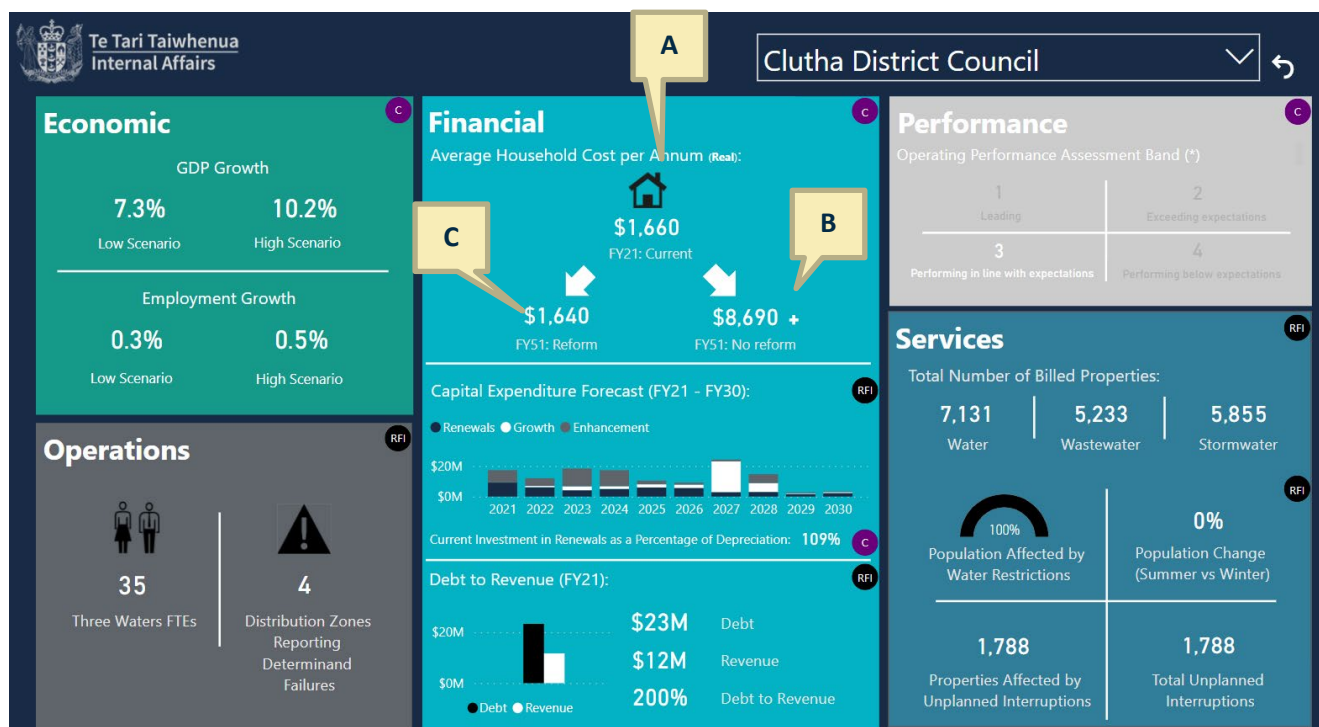 Te Tari Taiwhenua
Internal Affairs
A
Clutha District Council
Economic
C
GDP Growth
7.3%
10.2%
Low Scenario
High Scenario
Employment Growth
0.3%
0.5%
Low Scenario
High Scenario
Operations
RFI
35
Three Waters FTEs
4
Distribution Zones
Reporting
Determinand
Failures
Financial
C
Average Household Cost per Annum (Real):
$1,660
FY21: Current
C
B
$1,640
FY51: Reform
$8,690 +
FY51: No reform
Capital Expenditure Forecast (FY21 - FY30):
RFI
Renewals Growth Enhancement
$20M
$0M
2021 2022 2023 2024 2025 2026 2027 2028 2029 2030
Current Investment in Renewals as a Percentage of Depreciation: 109%
C
Debt to Revenue (FY21):
RFI
$20M
$0M
Debt Revenue
$23M Debt
$12M Revenue
200% Debt to Revenue
Performance
C
Operating Performance Assessment Band (*)
1
Leading
2
Exceeding expectations
3
Performing in line with expectations
4
Performing below expectations
Services
RFI
Total Number of Billed Properties:
7,131
5,233
5,855
Water
Wastewater
Stormwater
RFI
100%
Population Affected by
Water Restrictions
0%
Population Change
(Summer vs Winter)
1,788
Properties Affected by
Unplanned Interruptions
1,788
Total Unplanned
Interruptions